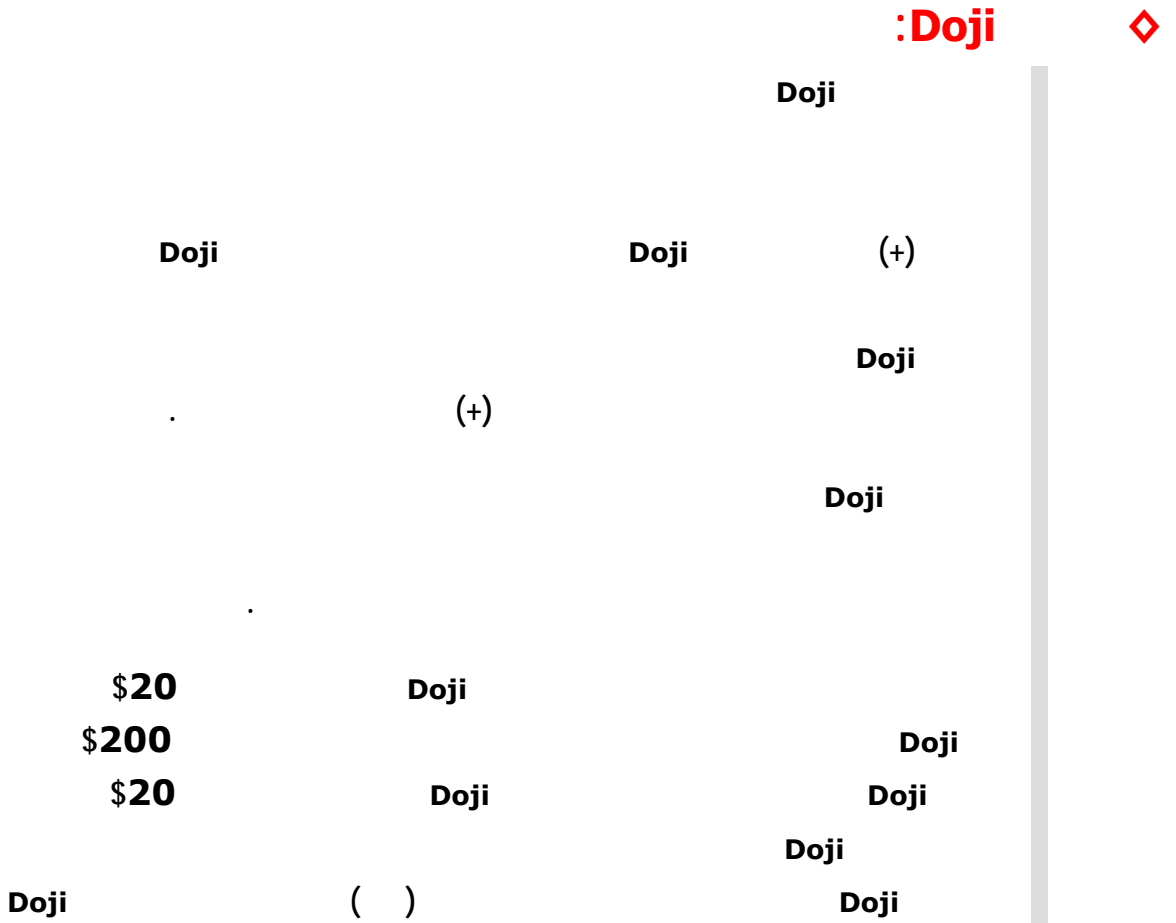 ◊ Doji:
Doji
(+) Doji Doji
Doji
(+) .
Doji
.
Doji $20
Doji $200
Doji Doji $20
Doji
Doji ( ) Doji